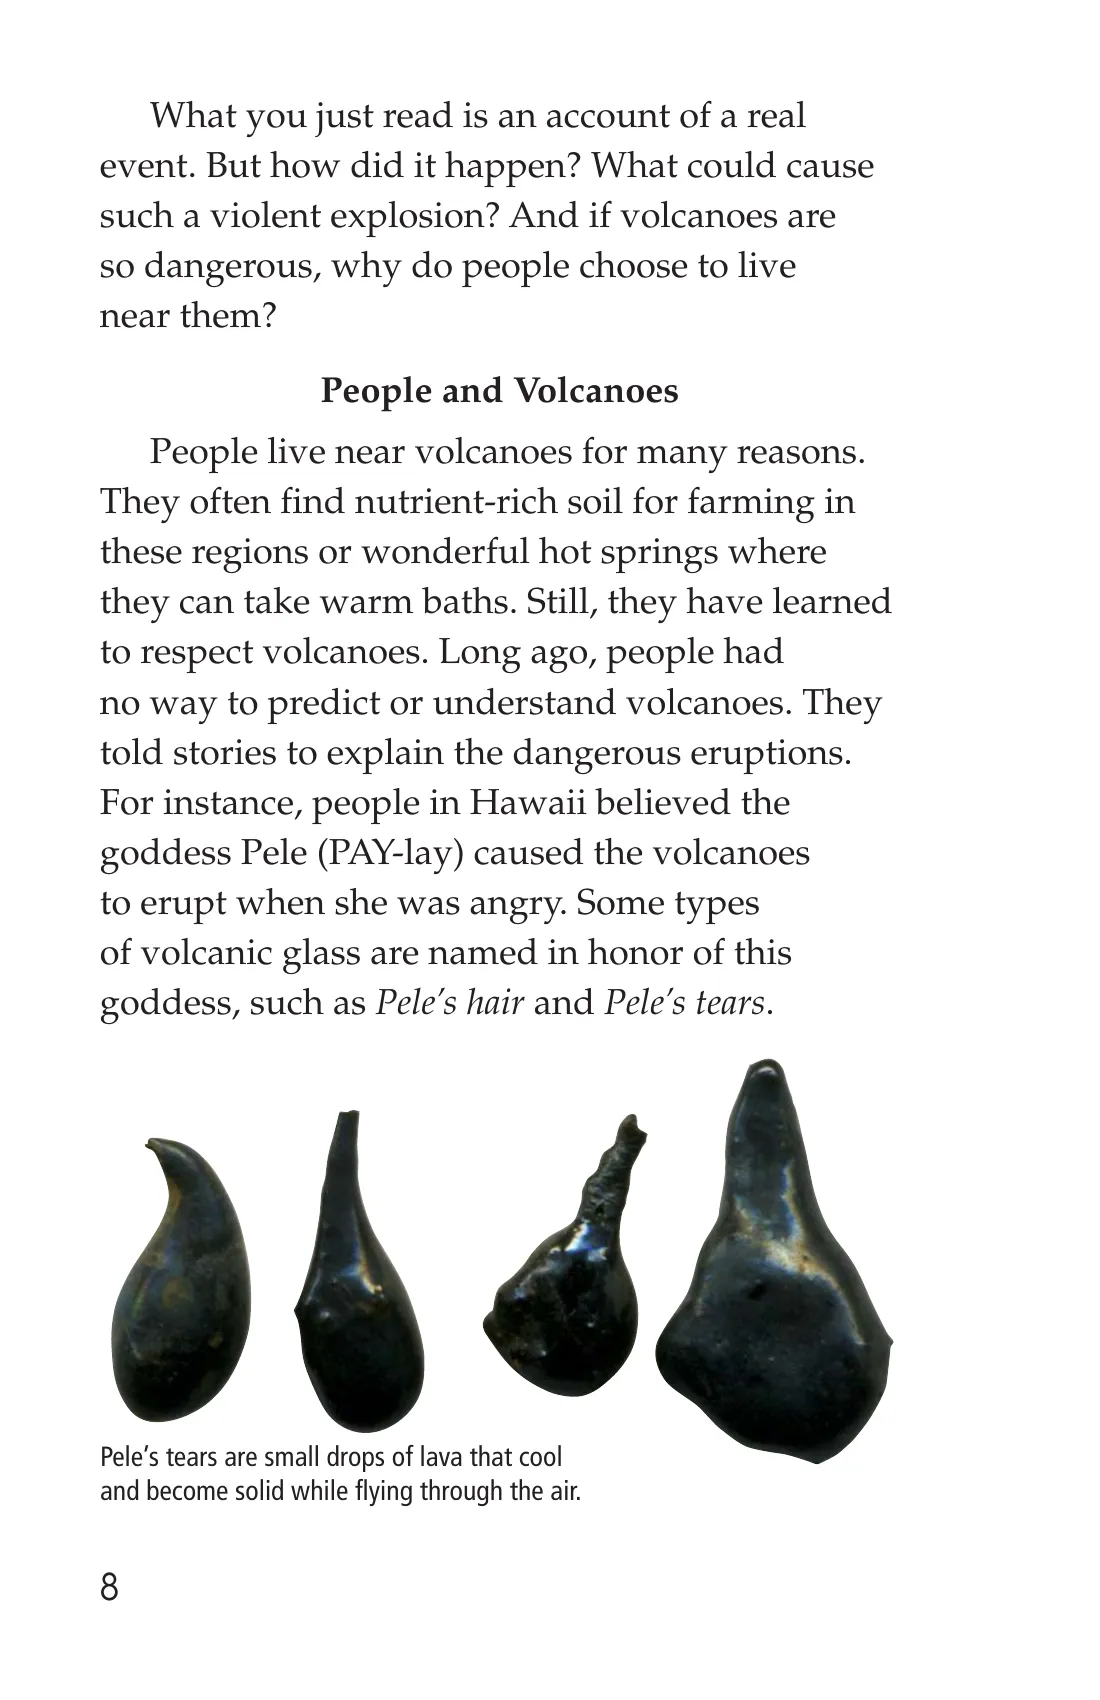 What you just read is an account of a real
event. But how did it happen? What could cause
such a violent explosion? And if volcanoes are
so dangerous, why do people choose to live
near them?
People and Volcanoes
People live near volcanoes for many reasons.
They often find nutrient-rich soil for farming in
these regions or wonderful hot springs where
they can take warm baths. Still, they have learned
to respect volcanoes. Long ago, people had
no way to predict or understand volcanoes. They
told stories to explain the dangerous eruptions.
For instance, people in Hawaii believed the
goddess Pele (PAY-lay) caused the volcanoes
to erupt when she was angry. Some types
of volcanic glass are named in honor of this
goddess, such as Pele’s hair and Pele’s tears.
Pele’s tears are small drops of lava that cool
and become solid while flying through the air.
8